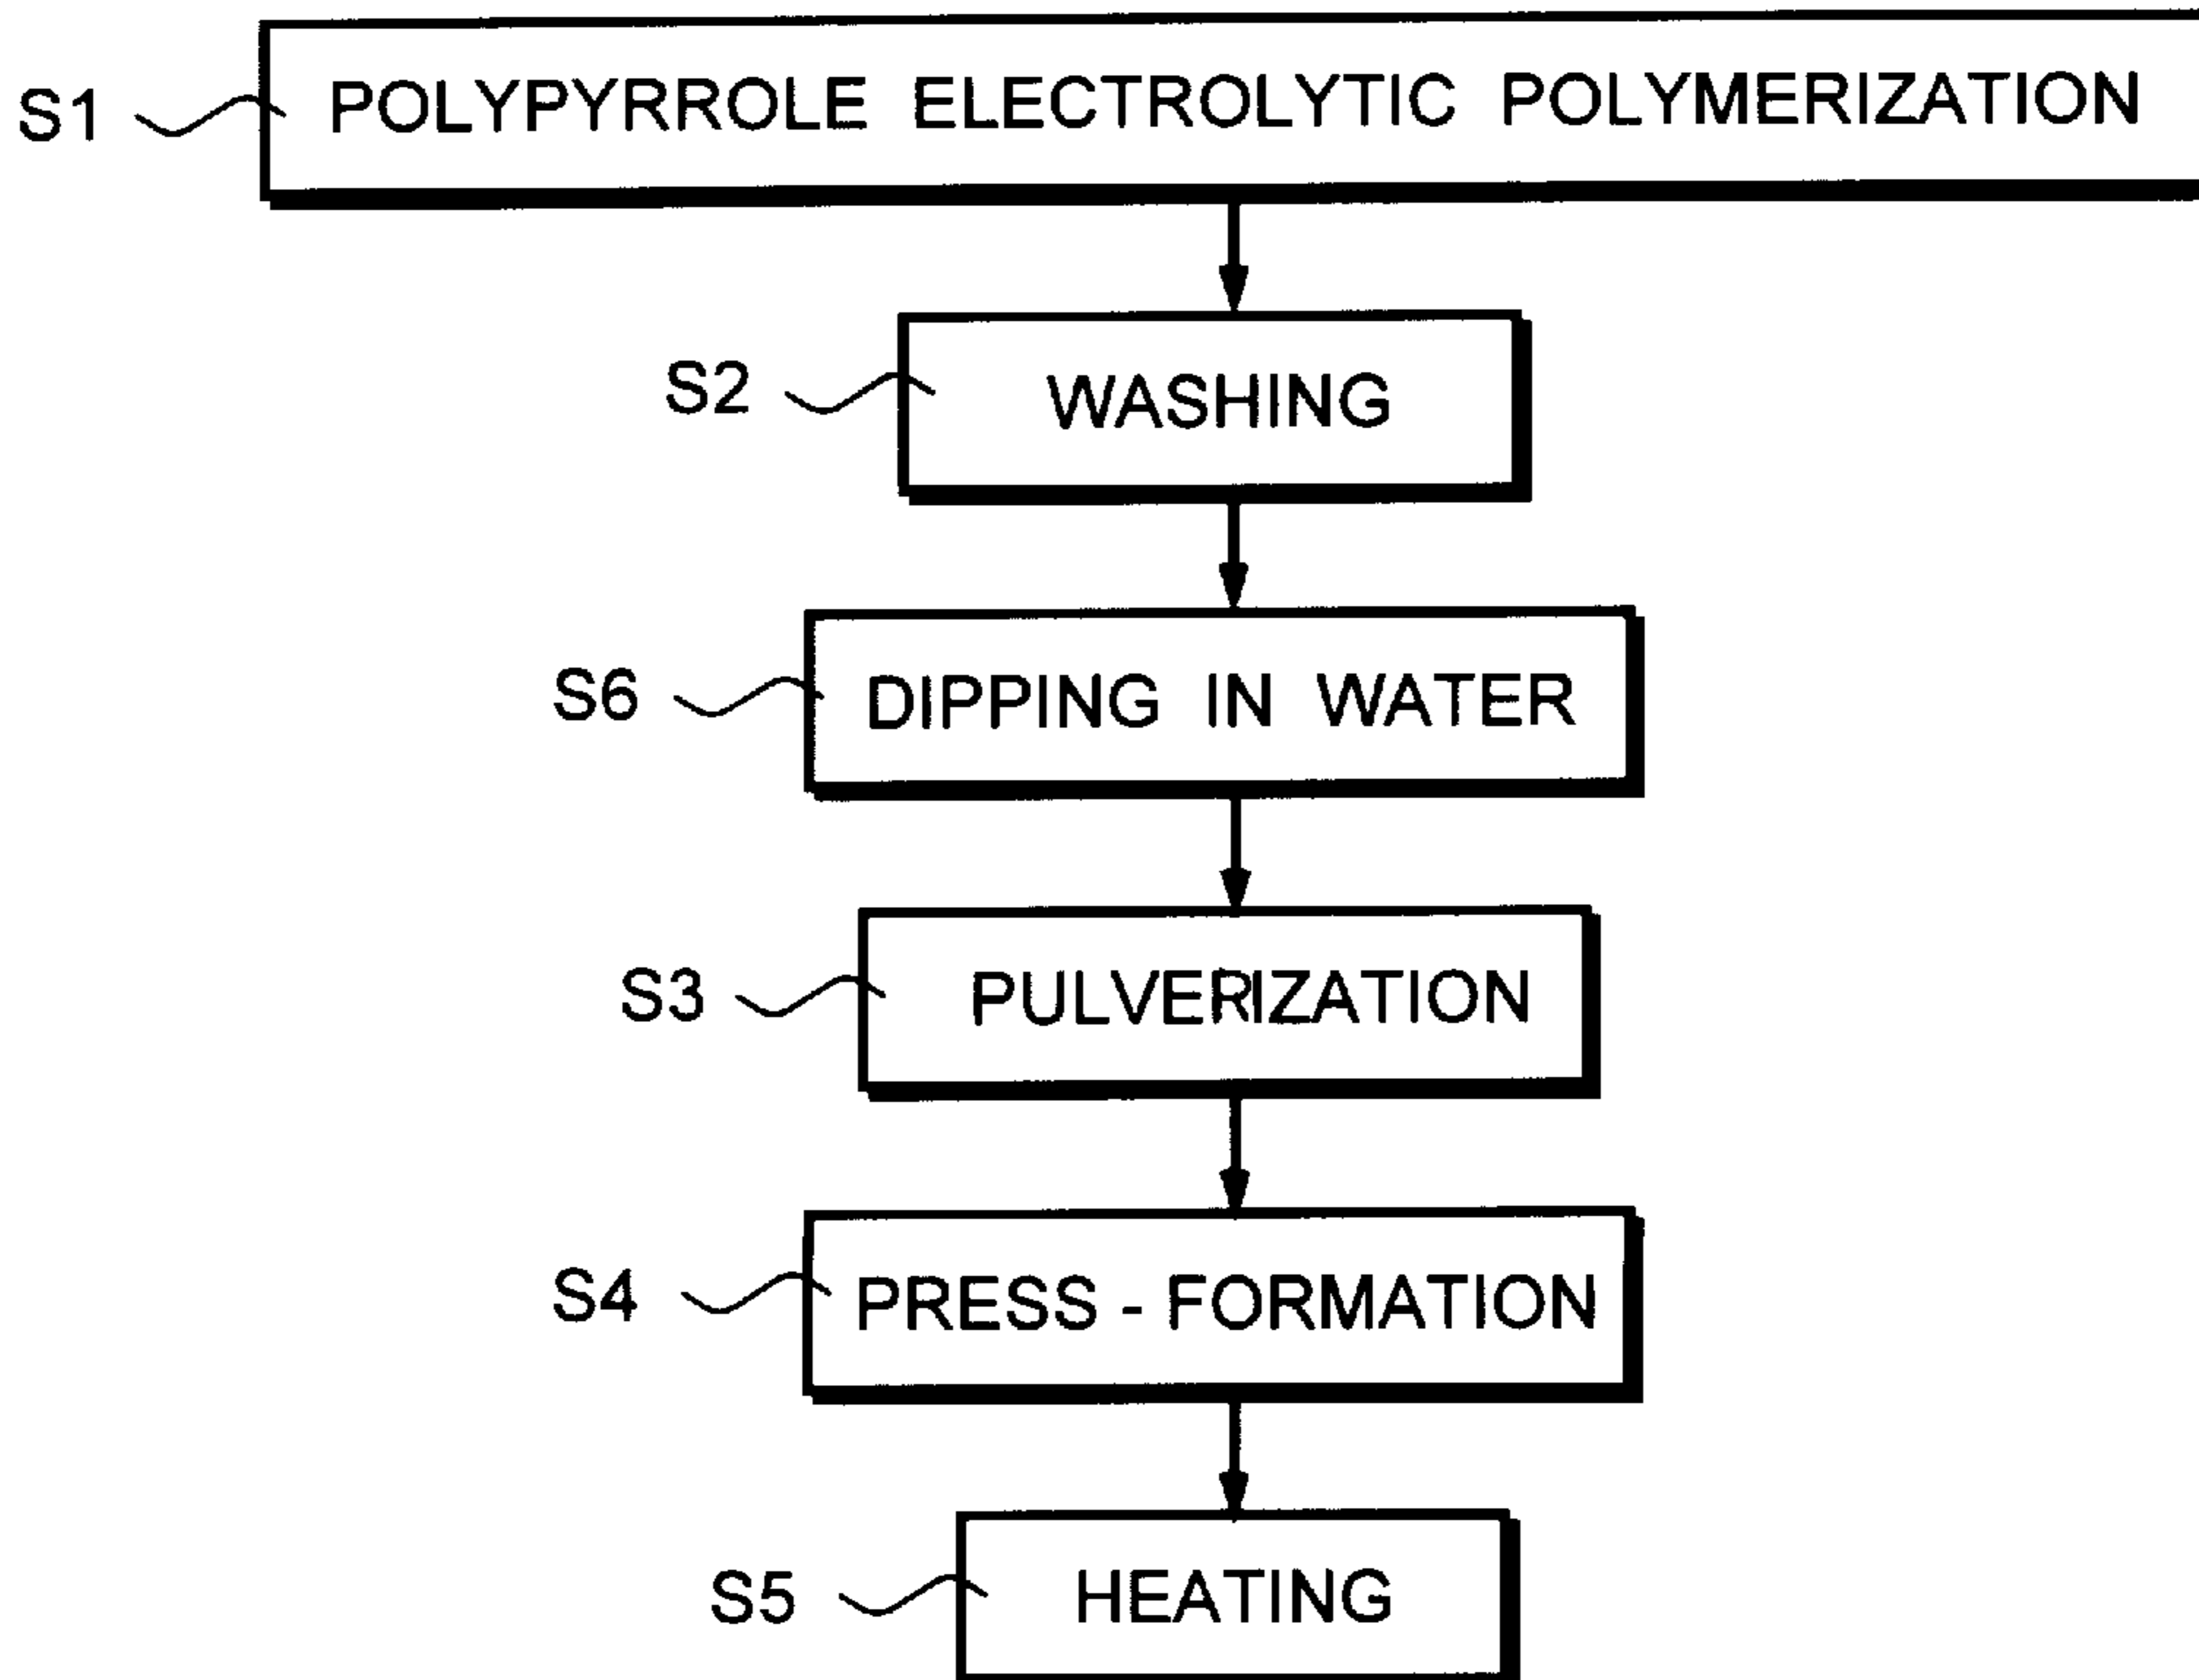 S1 POLYPYRROLE ELECTROLYTIC POLYMERIZATION
S2 WASHING
S6 DIPPING IN WATER
S3 PULVERIZATION
S4 PRESS - FORMATION
S5 HEATING